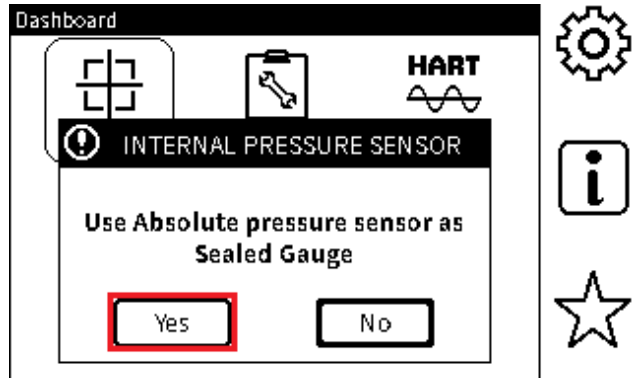 Dashboard
HART
INTERNAL PRESSURE SENSOR
Use Absolute pressure sensor as
Sealed Gauge
Yes
No